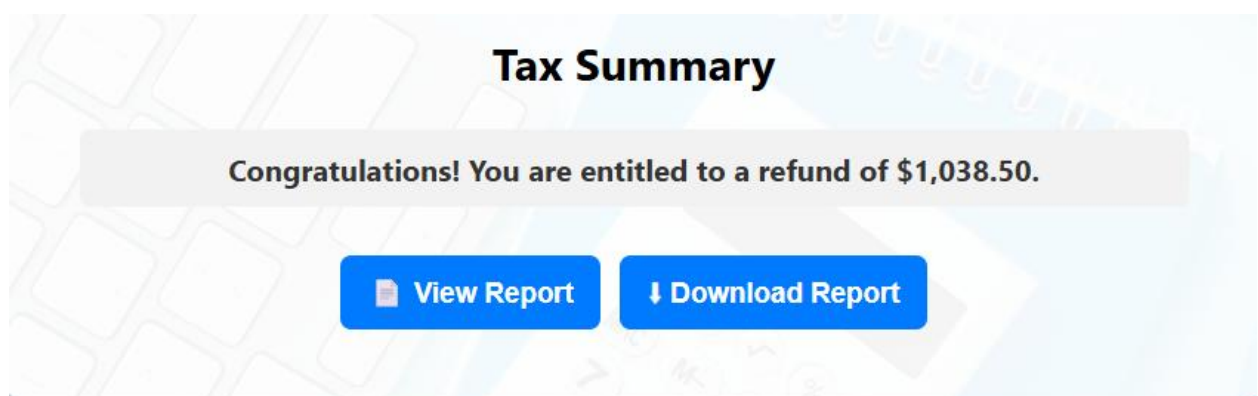 Tax Summary
Congratulations! You are entitled to a refund of $1,038.50.
View Report
⬇ Download Report